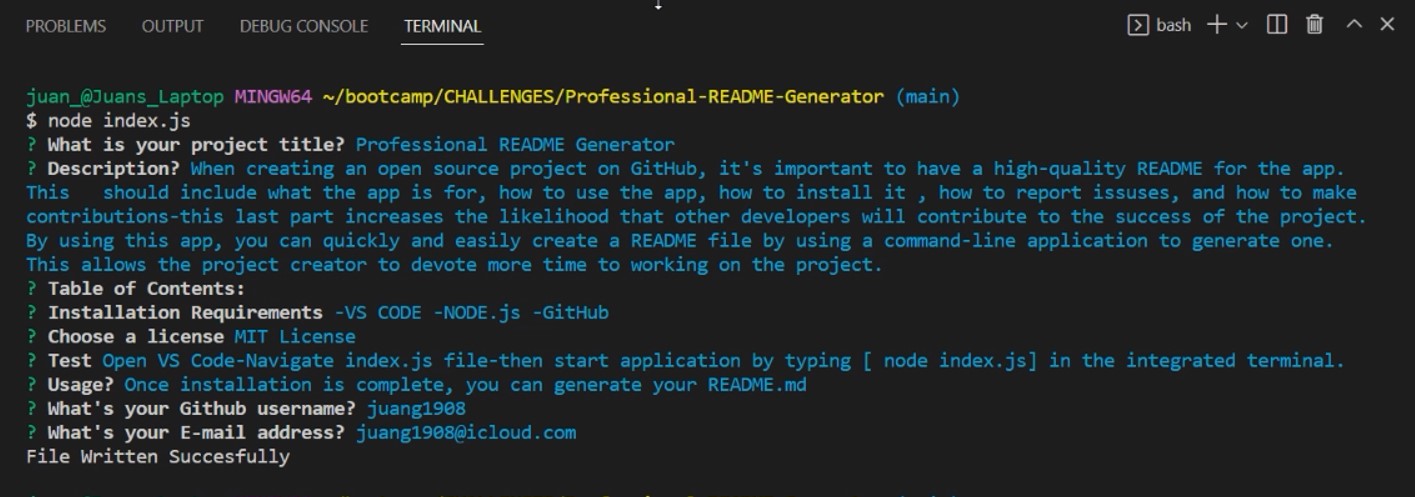 PROBLEMS OUTPUT DEBUG CONSOLE TERMINAL bash
juan_@Juans_Laptop MINGW64 ~/bootcamp/CHALLENGES/Professional-README-Generator (main)
$ node index.js
? What is your project title? Professional README Generator
? Description? When creating an open source project on GitHub, it's important to have a high-quality README for the app.
This   should include what the app is for, how to use the app, how to install it , how to report issuses, and how to make
contributions-this last part increases the likelihood that other developers will contribute to the success of the project.
By using this app, you can quickly and easily create a README file by using a command-line application to generate one.
This allows the project creator to devote more time to working on the project.
? Table of Contents:
? Installation Requirements -VS CODE -NODE.js -GitHub
? Choose a license MIT License
? Test Open VS Code-Navigate index.js file-then start application by typing [ node index.js] in the integrated terminal.
? Usage? Once installation is complete, you can generate your README.md
? What's your Github username? juang1908
? What's your E-mail address? juang1908@icloud.com
File Written Succesfully